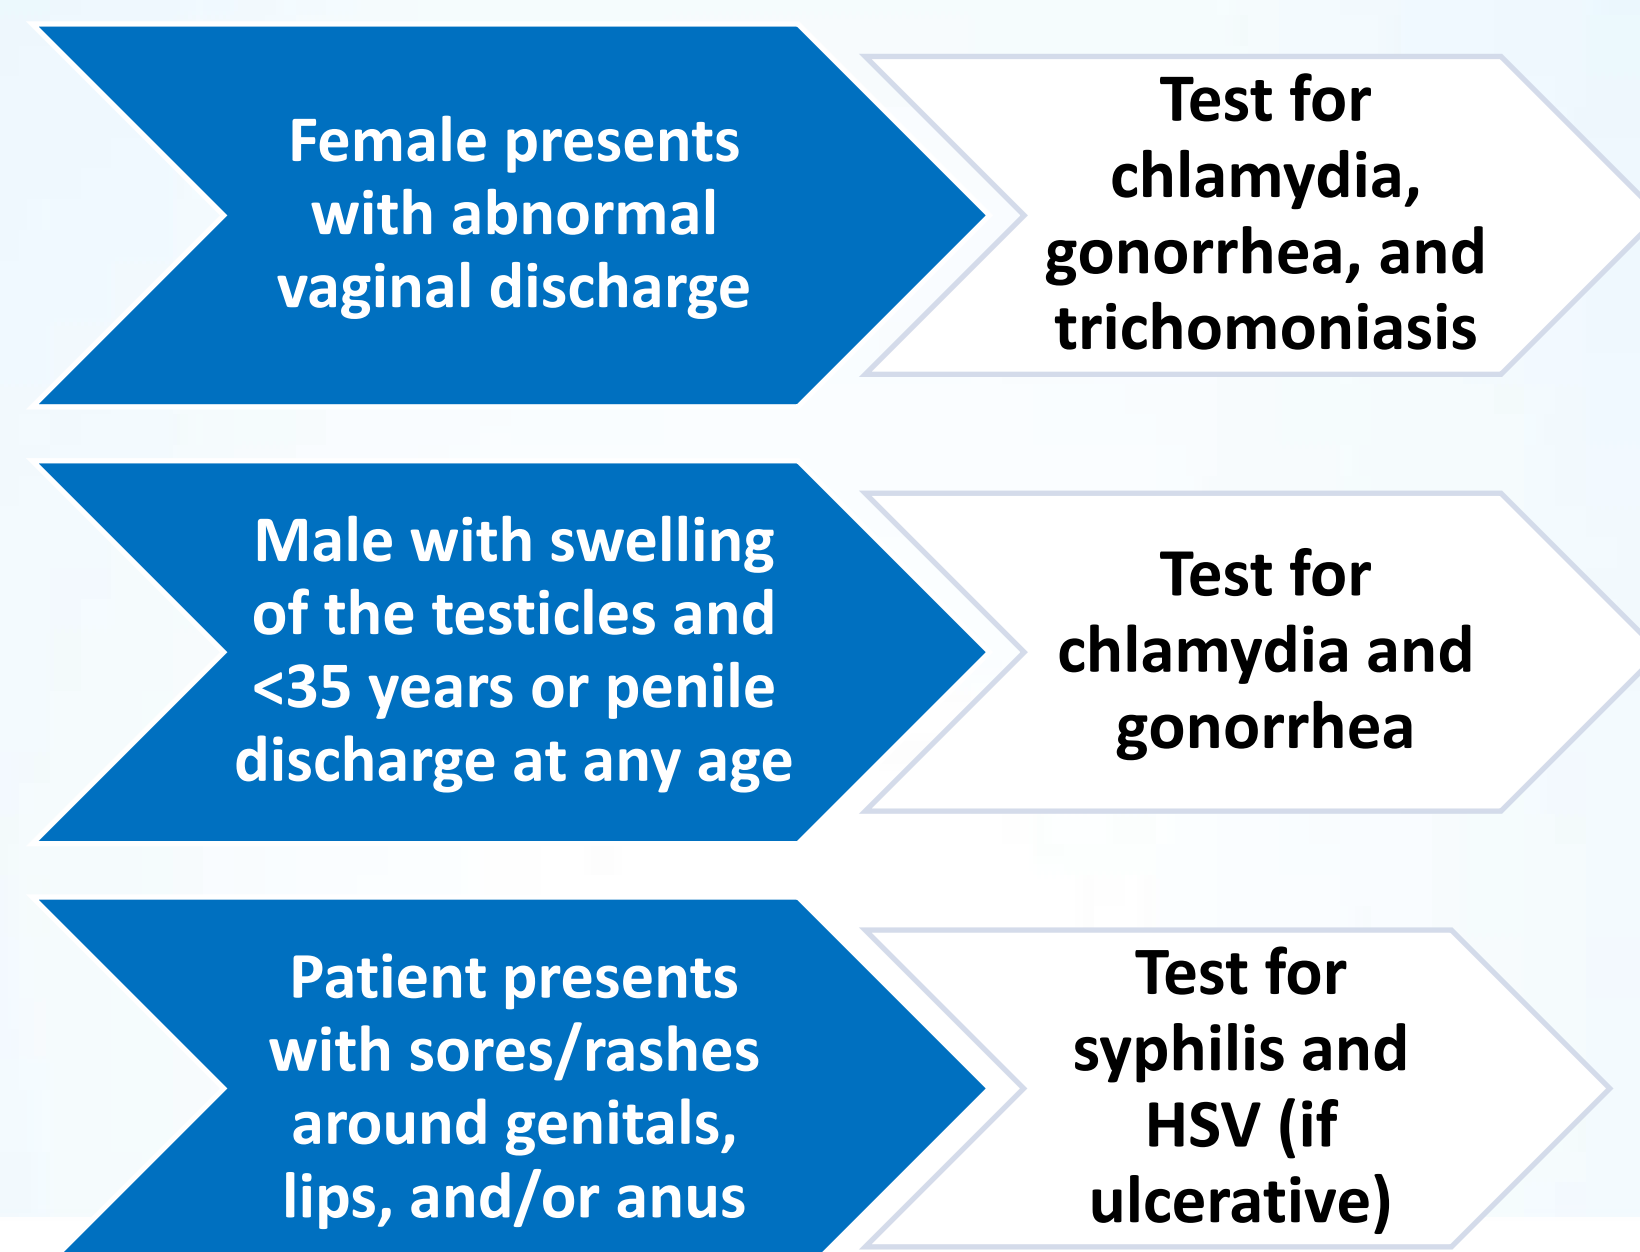 Female presents
with abnormal
vaginal discharge
Test for
chlamydia,
gonorrhea, and
trichomoniasis
Male with swelling
of the testicles and
<35 years or penile
discharge at any age
Test for
chlamydia and
gonorrhea
Patient presents
with sores/rashes
around genitals,
lips, and/or anus
Test for
syphilis and
HSV (if
ulcerative)